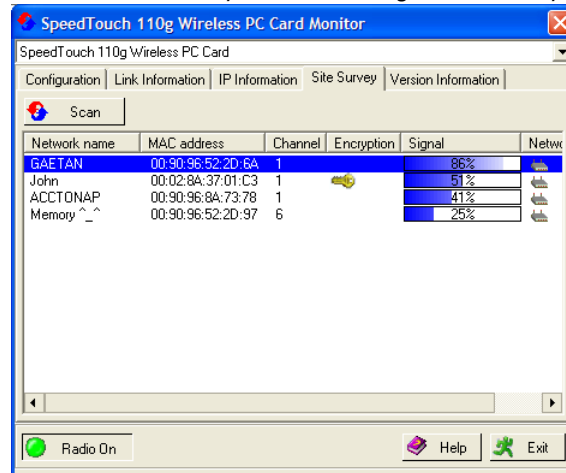 SpeedTouch 110g Wireless PC Card Monitor
SpeedTouch 110g Wireless PC Card
Configuration Link Information IP Information Site Survey Version Information
Scan
Network name MAC address Channel Encryption Signal
GAETAN 00:90:96:52:2D:6A 1 86%
John 00:02:8A:37:01:C3 1 51%
ACCTONAP 00:90:96:8A:73:78 1 41%
Memory ^_^ 00:90:96:52:2D:97 6 25%
Radio On Help Exit